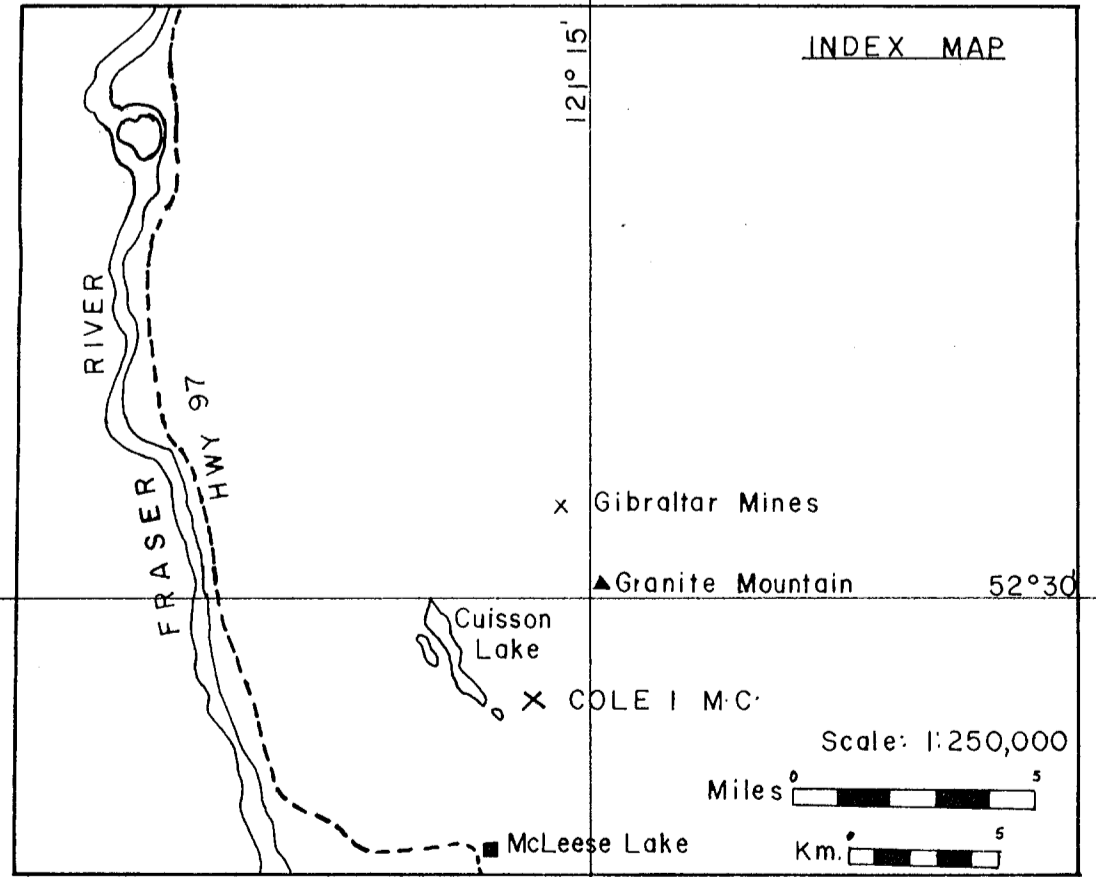 INDEX MAP
121° 15'
RIVER
HWY 97
FRASER
x Gibraltar Mines
Granite Mountain
52°30'
Cuisson
Lake
X COLE 1 M.C.
Scale: 1:250,000
0 5
Miles
0 5
Km.
McLeese Lake